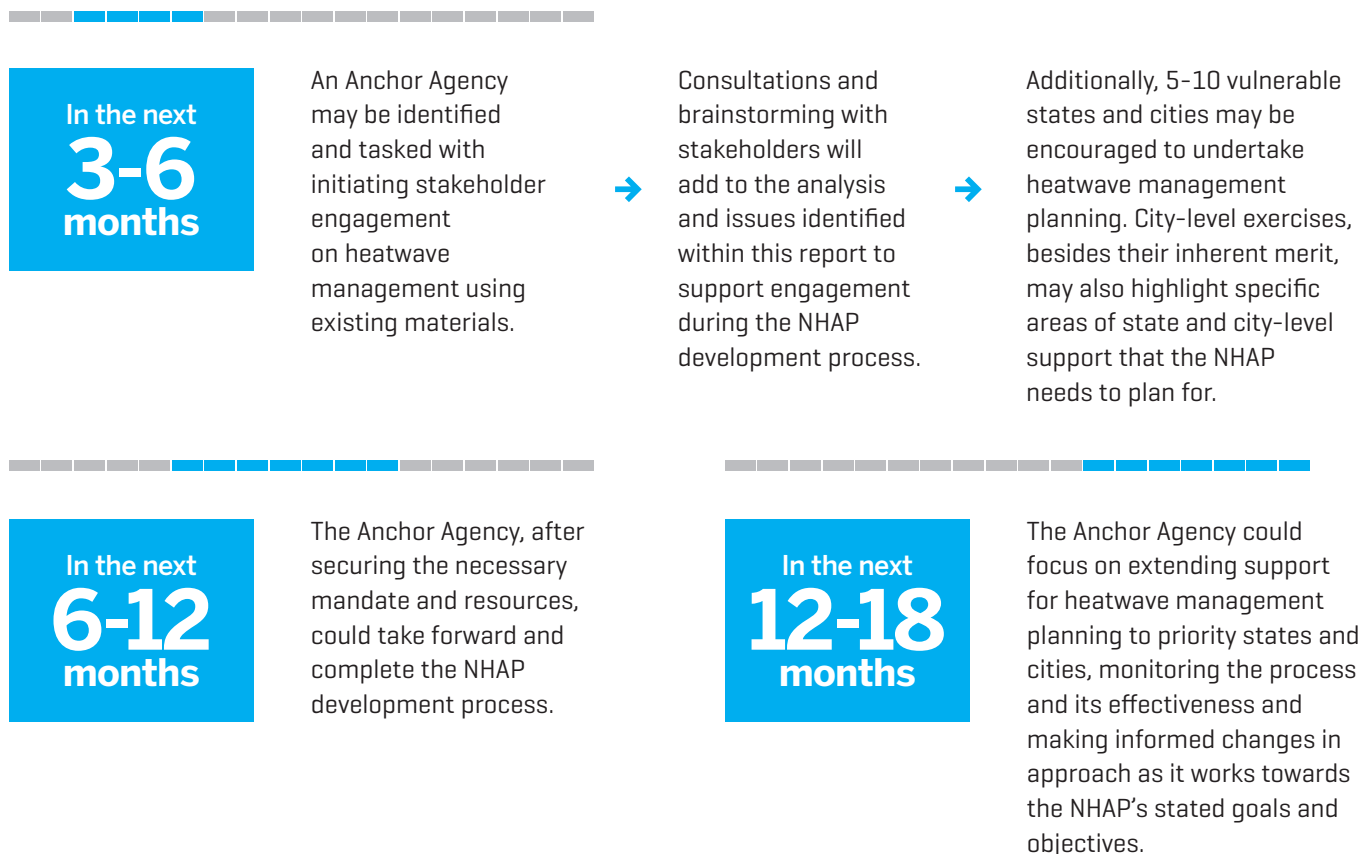 In the next
3-6
months
An Anchor Agency
may be identified
and tasked with
initiating stakeholder
engagement
on heatwave
management using
existing materials.
Consultations and
brainstorming with
stakeholders will
add to the analysis
and issues identified
within this report to
support engagement
during the NHAP
development process.
Additionally, 5-10 vulnerable
states and cities may be
encouraged to undertake
heatwave management
planning. City-level exercises,
besides their inherent merit,
may also highlight specific
areas of state and city-level
support that the NHAP
needs to plan for.
In the next
6-12
months
The Anchor Agency, after
securing the necessary
mandate and resources,
could take forward and
complete the NHAP
development process.
In the next
12-18
months
The Anchor Agency could
focus on extending support
for heatwave management
planning to priority states and
cities, monitoring the process
and its effectiveness and
making informed changes in
approach as it works towards
the NHAP's stated goals and
objectives.